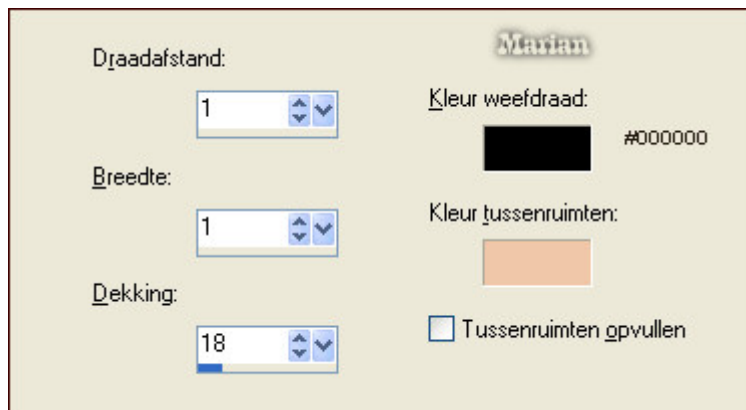 Marian
Draadafstand:
1
Kleur weefdraad:
#000000
Breedte:
1
Kleur tussenruimten:
Dekking:
18
Tussenruimten opvullen